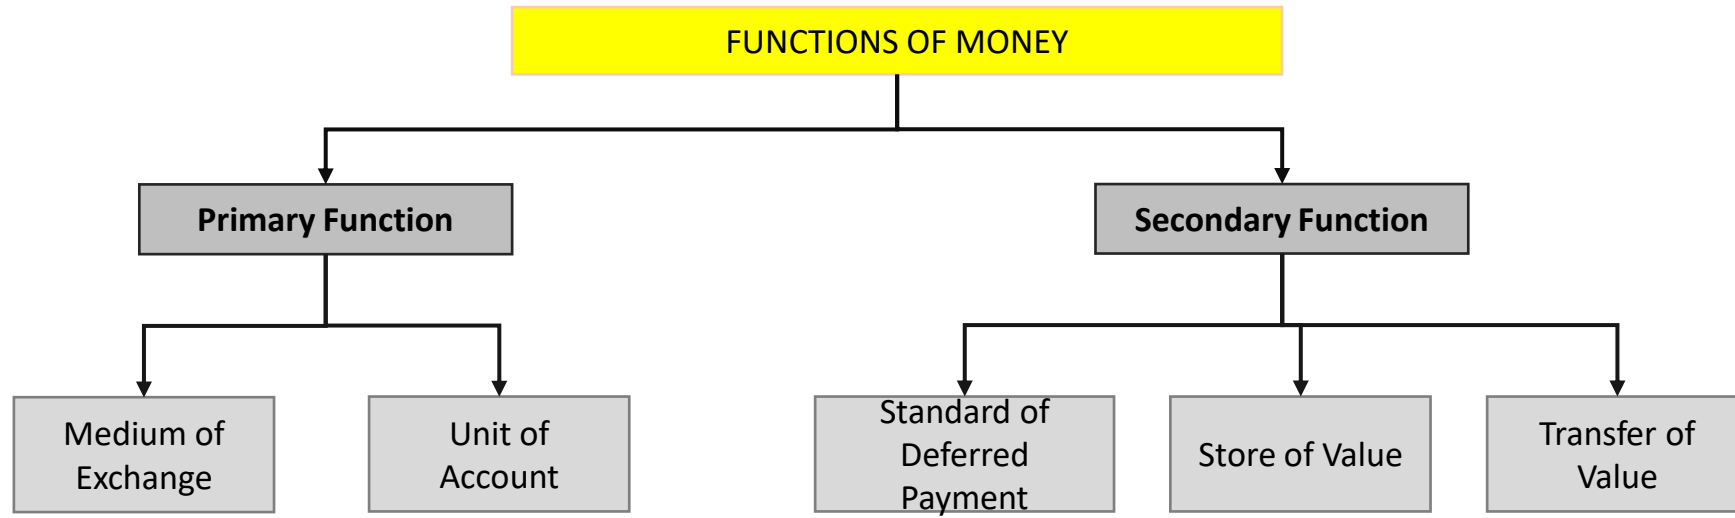 FUNCTIONS OF MONEY
Primary Function
Secondary Function
Medium of
Exchange
Unit of
Account
Standard of
Deferred
Payment
Store of Value
Transfer of
Value